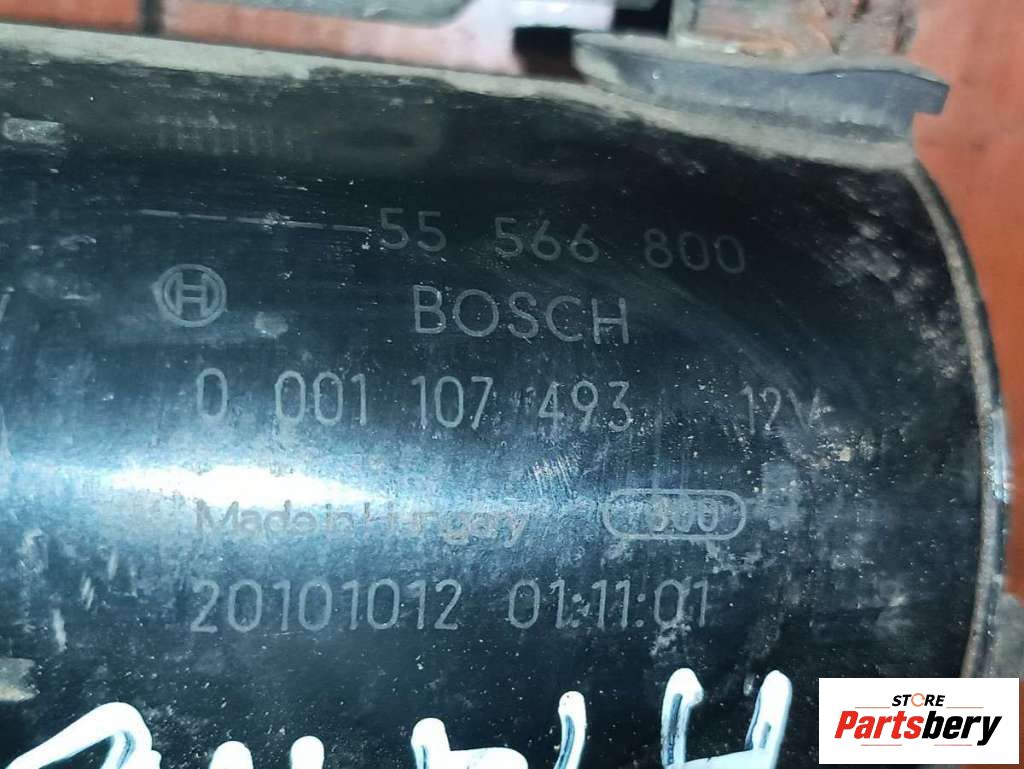 55 566 800
BOSCH
0 001 107 493 12V
Made in Hungary 800
20101012 01:11:01
STORE
Partsbery